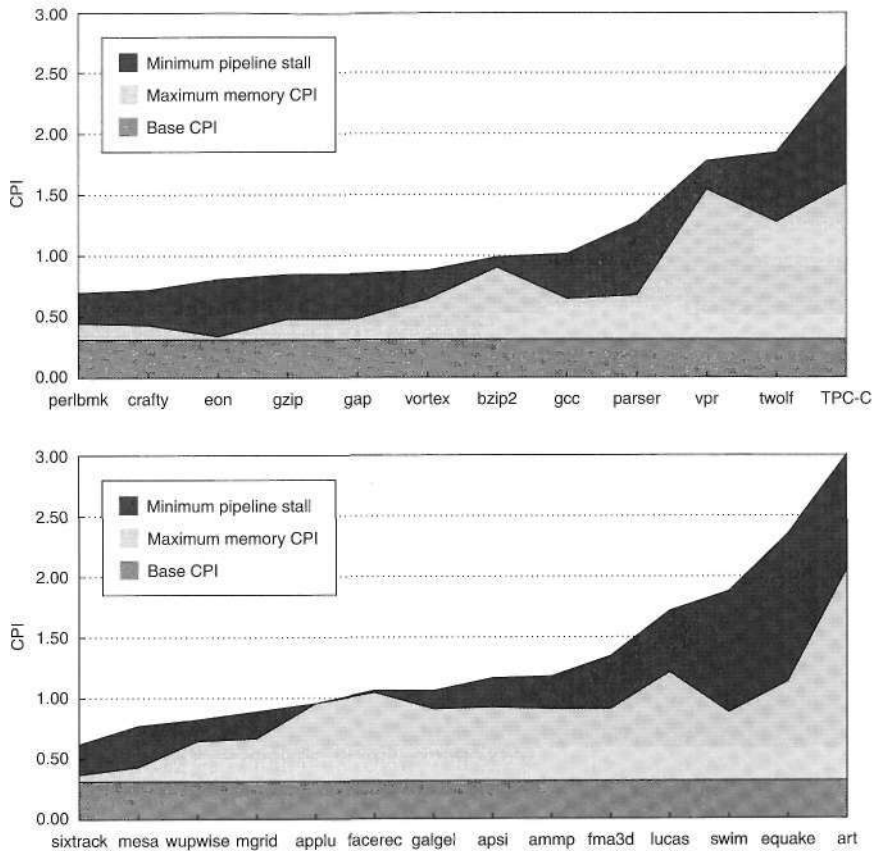 3.00
2.50
2.00
1.50
1.00
0.50
0.00
CPI
Minimum pipeline stall
Maximum memory CPI
Base CPI
perlbmk crafty eon gzip gap vortex bzip2 gcc parser vpr twolf TPC-C
3.00
2.50
2.00
1.50
1.00
0.50
0.00
CPI
Minimum pipeline stall
Maximum memory CPI
Base CPI
sixtrack mesa wupwise mgrid applu facerec galgel apsi ammp fma3d lucas swim equake art